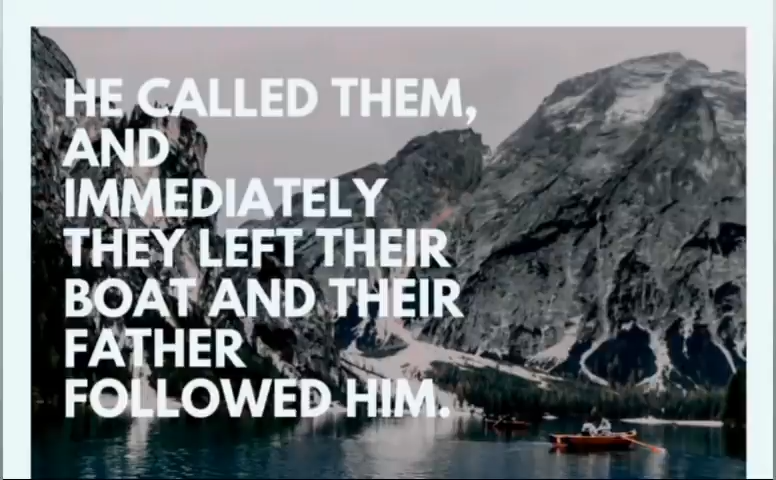 HE CALLED THEM,
AND
IMMEDIATELY
THEY LEFT THEIR
BOAT AND THEIR
FATHER
FOLLOWED HIM.